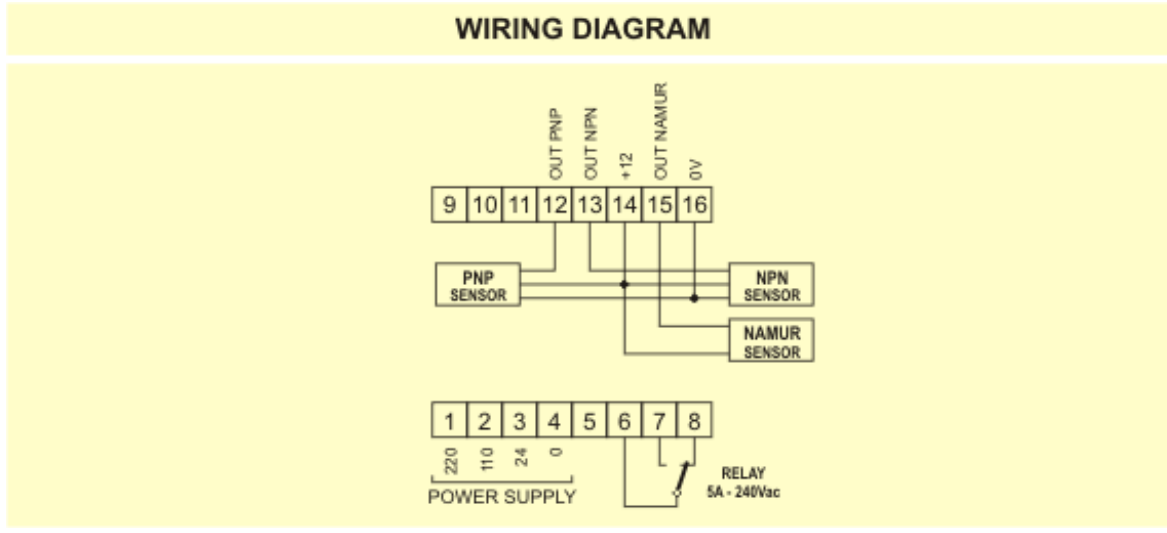 WIRING DIAGRAM
OUT PNP
OUT NPN
+12
OUT NAMUR
0V
9 10 11 12 13 14 15 16
PNP
SENSOR
NPN
SENSOR
NAMUR
SENSOR
1 2 3 4 5 6 7 8
220
110
24
0
POWER SUPPLY
RELAY
5A - 240Vac